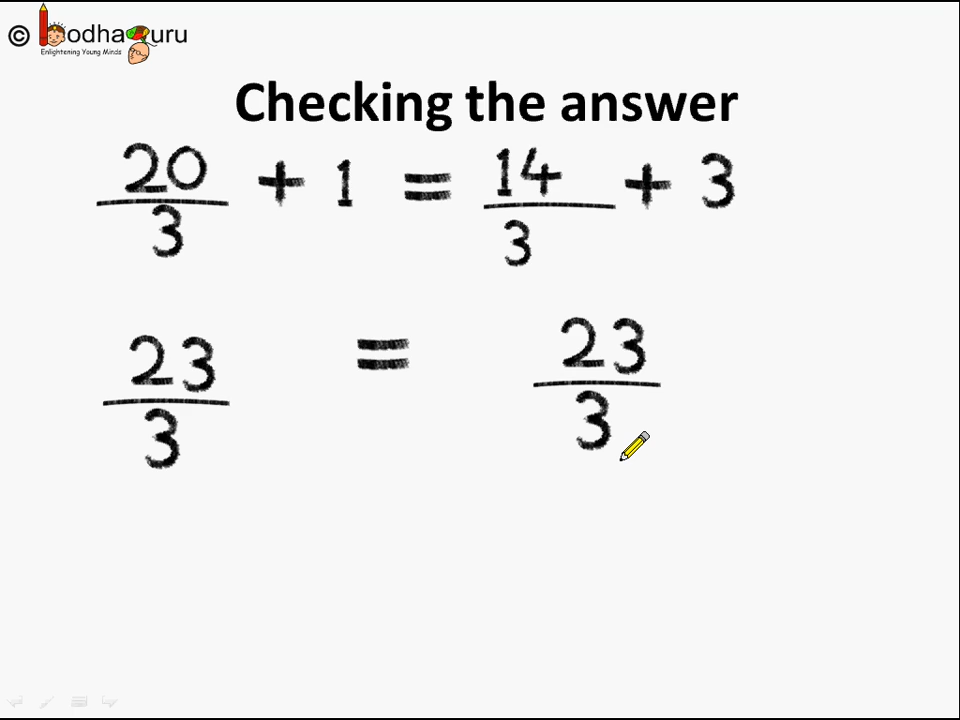 © BodhaGuru
Enlightening Young Minds
Checking the answer
20/3 + 1 = 14/3 + 3
23/3 = 23/3